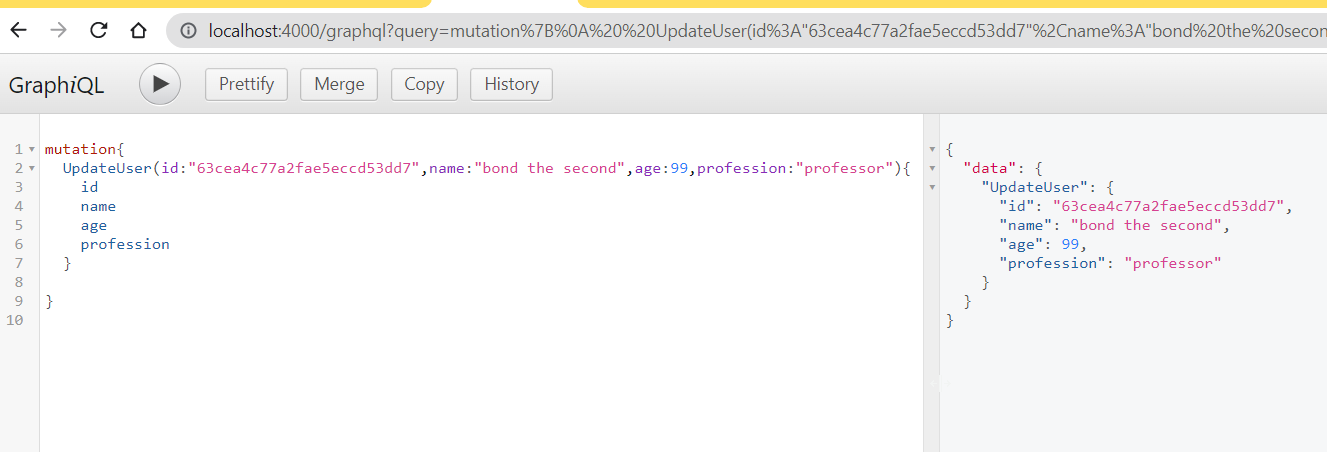 localhost:4000/graphql?query=mutation%7B%0A%20%20UpdateUser(id%3A"63cea4c77a2fae5eccd53dd7"%2Cname%3A"bond%20the%20secon
GraphiQL Prettify Merge Copy History
1 mutation{
2 UpdateUser(id:"63cea4c77a2fae5eccd53dd7",name:"bond the second",age:99,profession:"professor"){
3 id
4 name
5 age
6 profession
7 }
8
9 }
10
{
"data": {
"UpdateUser": {
"id": "63cea4c77a2fae5eccd53dd7",
"name": "bond the second",
"age": 99,
"profession": "professor"
}
}
}